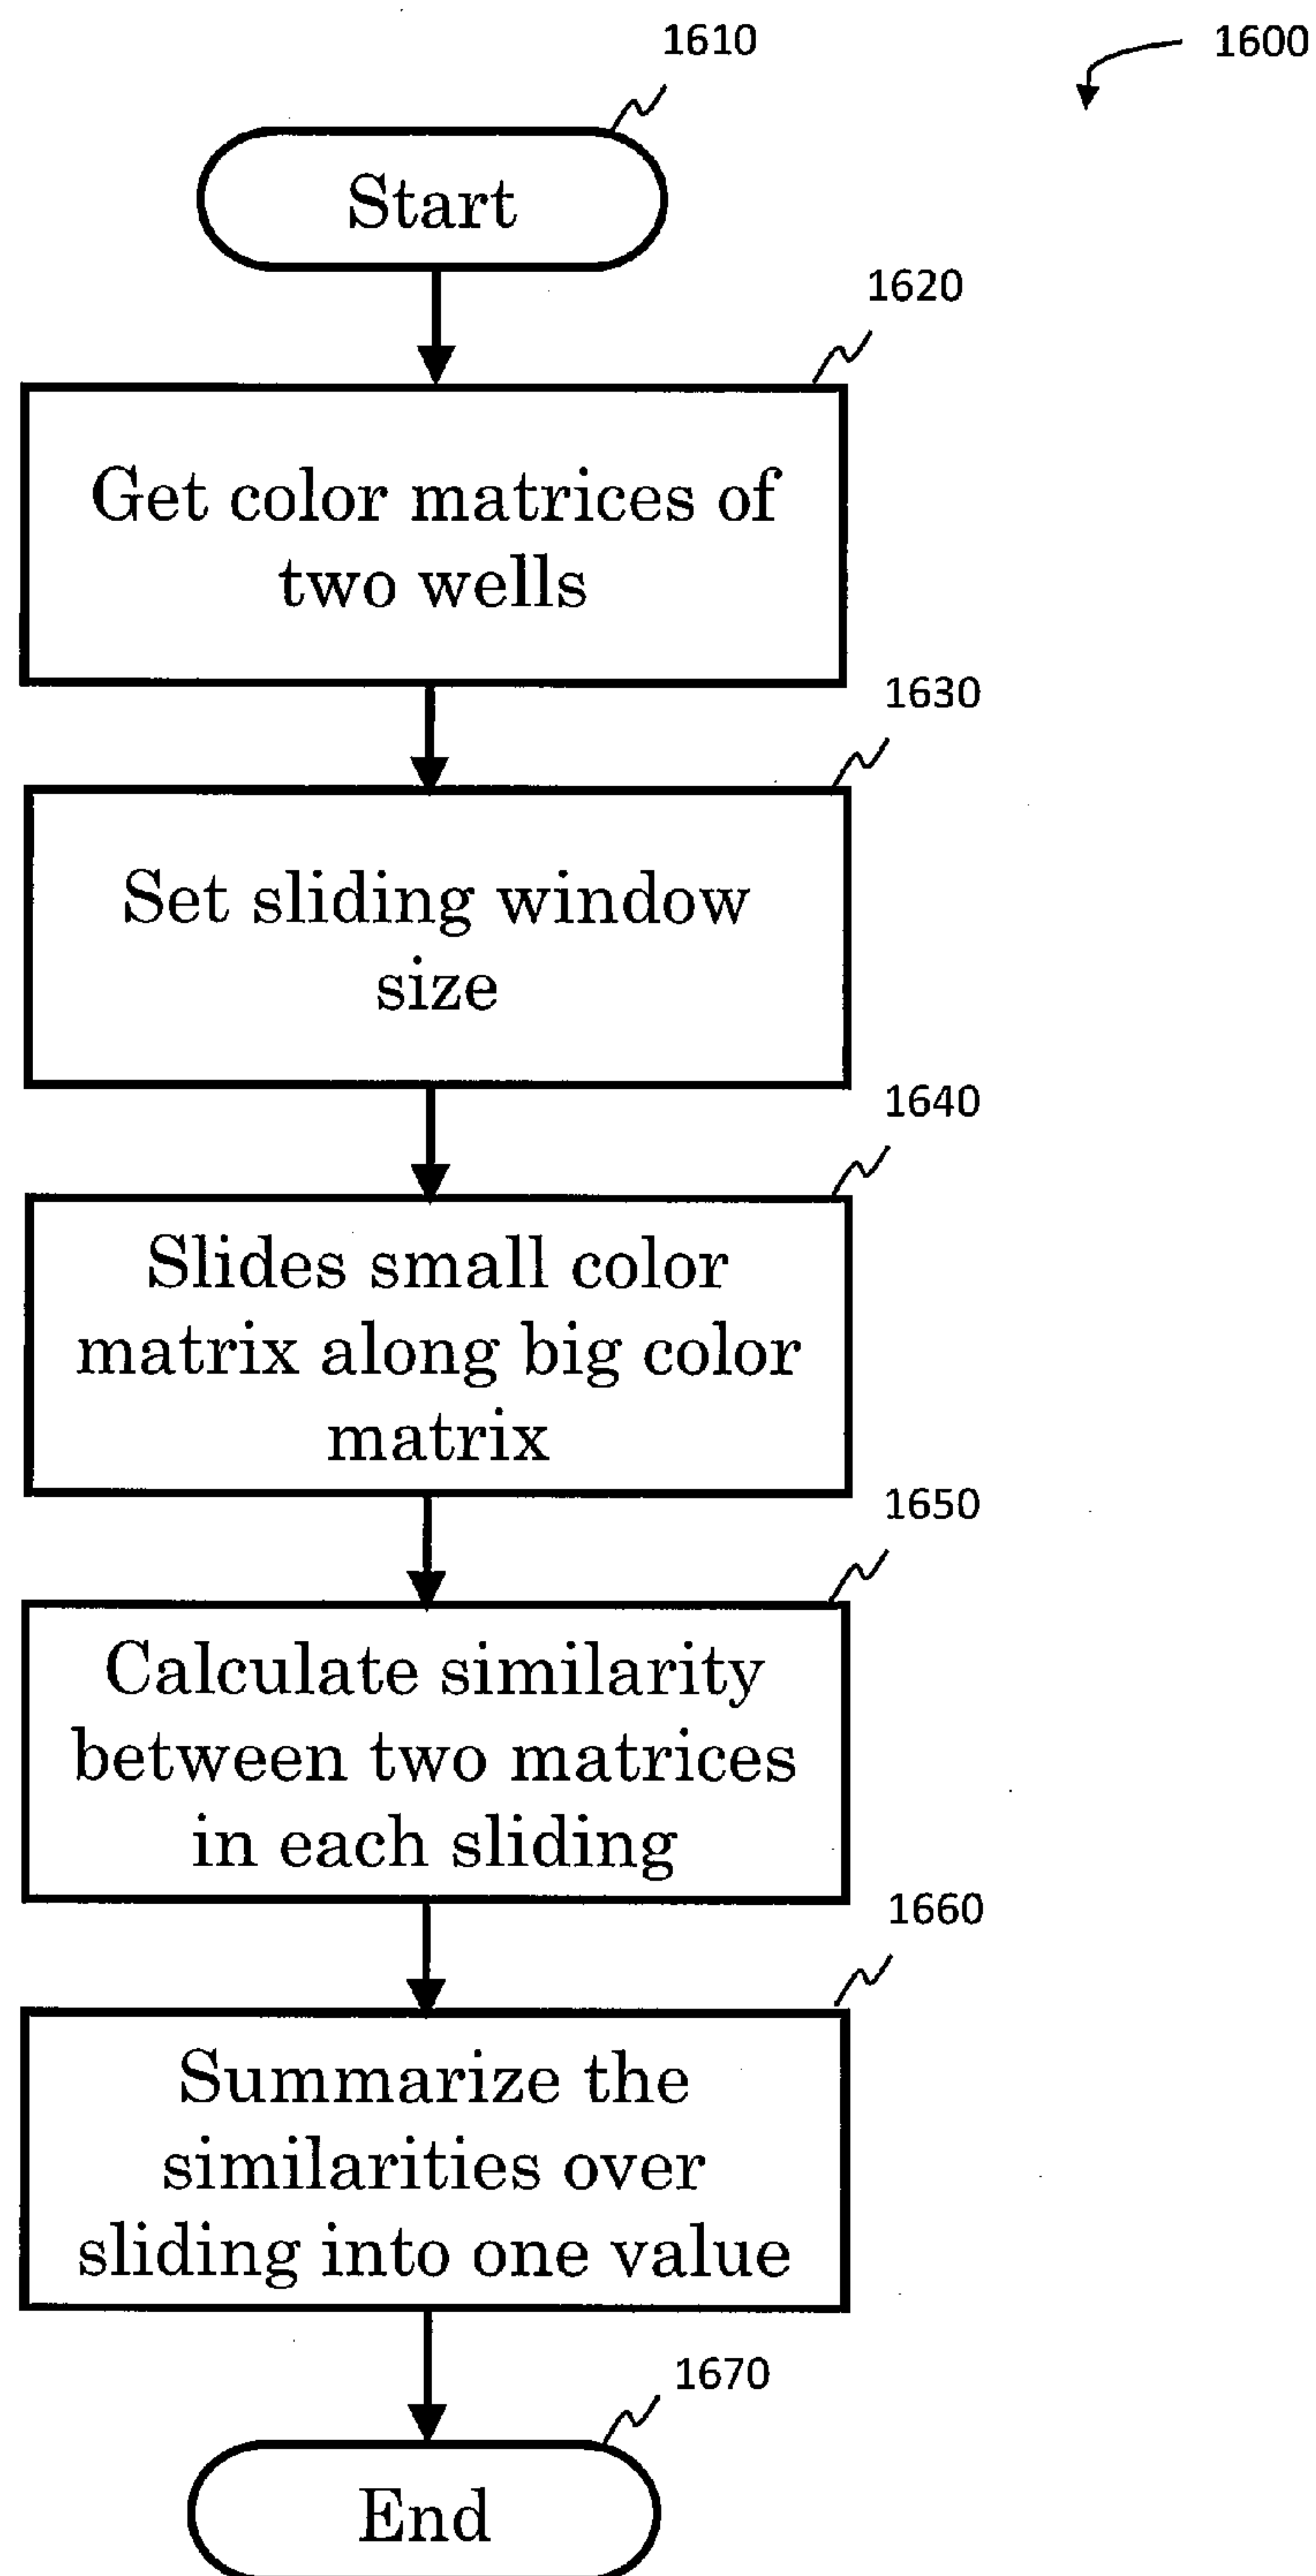 1610
1600
Start
1620
Get color matrices of
two wells
1630
Set sliding window
size
1640
Slides small color
matrix along big color
matrix
1650
Calculate similarity
between two matrices
in each sliding
1660
Summarize the
similarities over
sliding into one value
1670
End